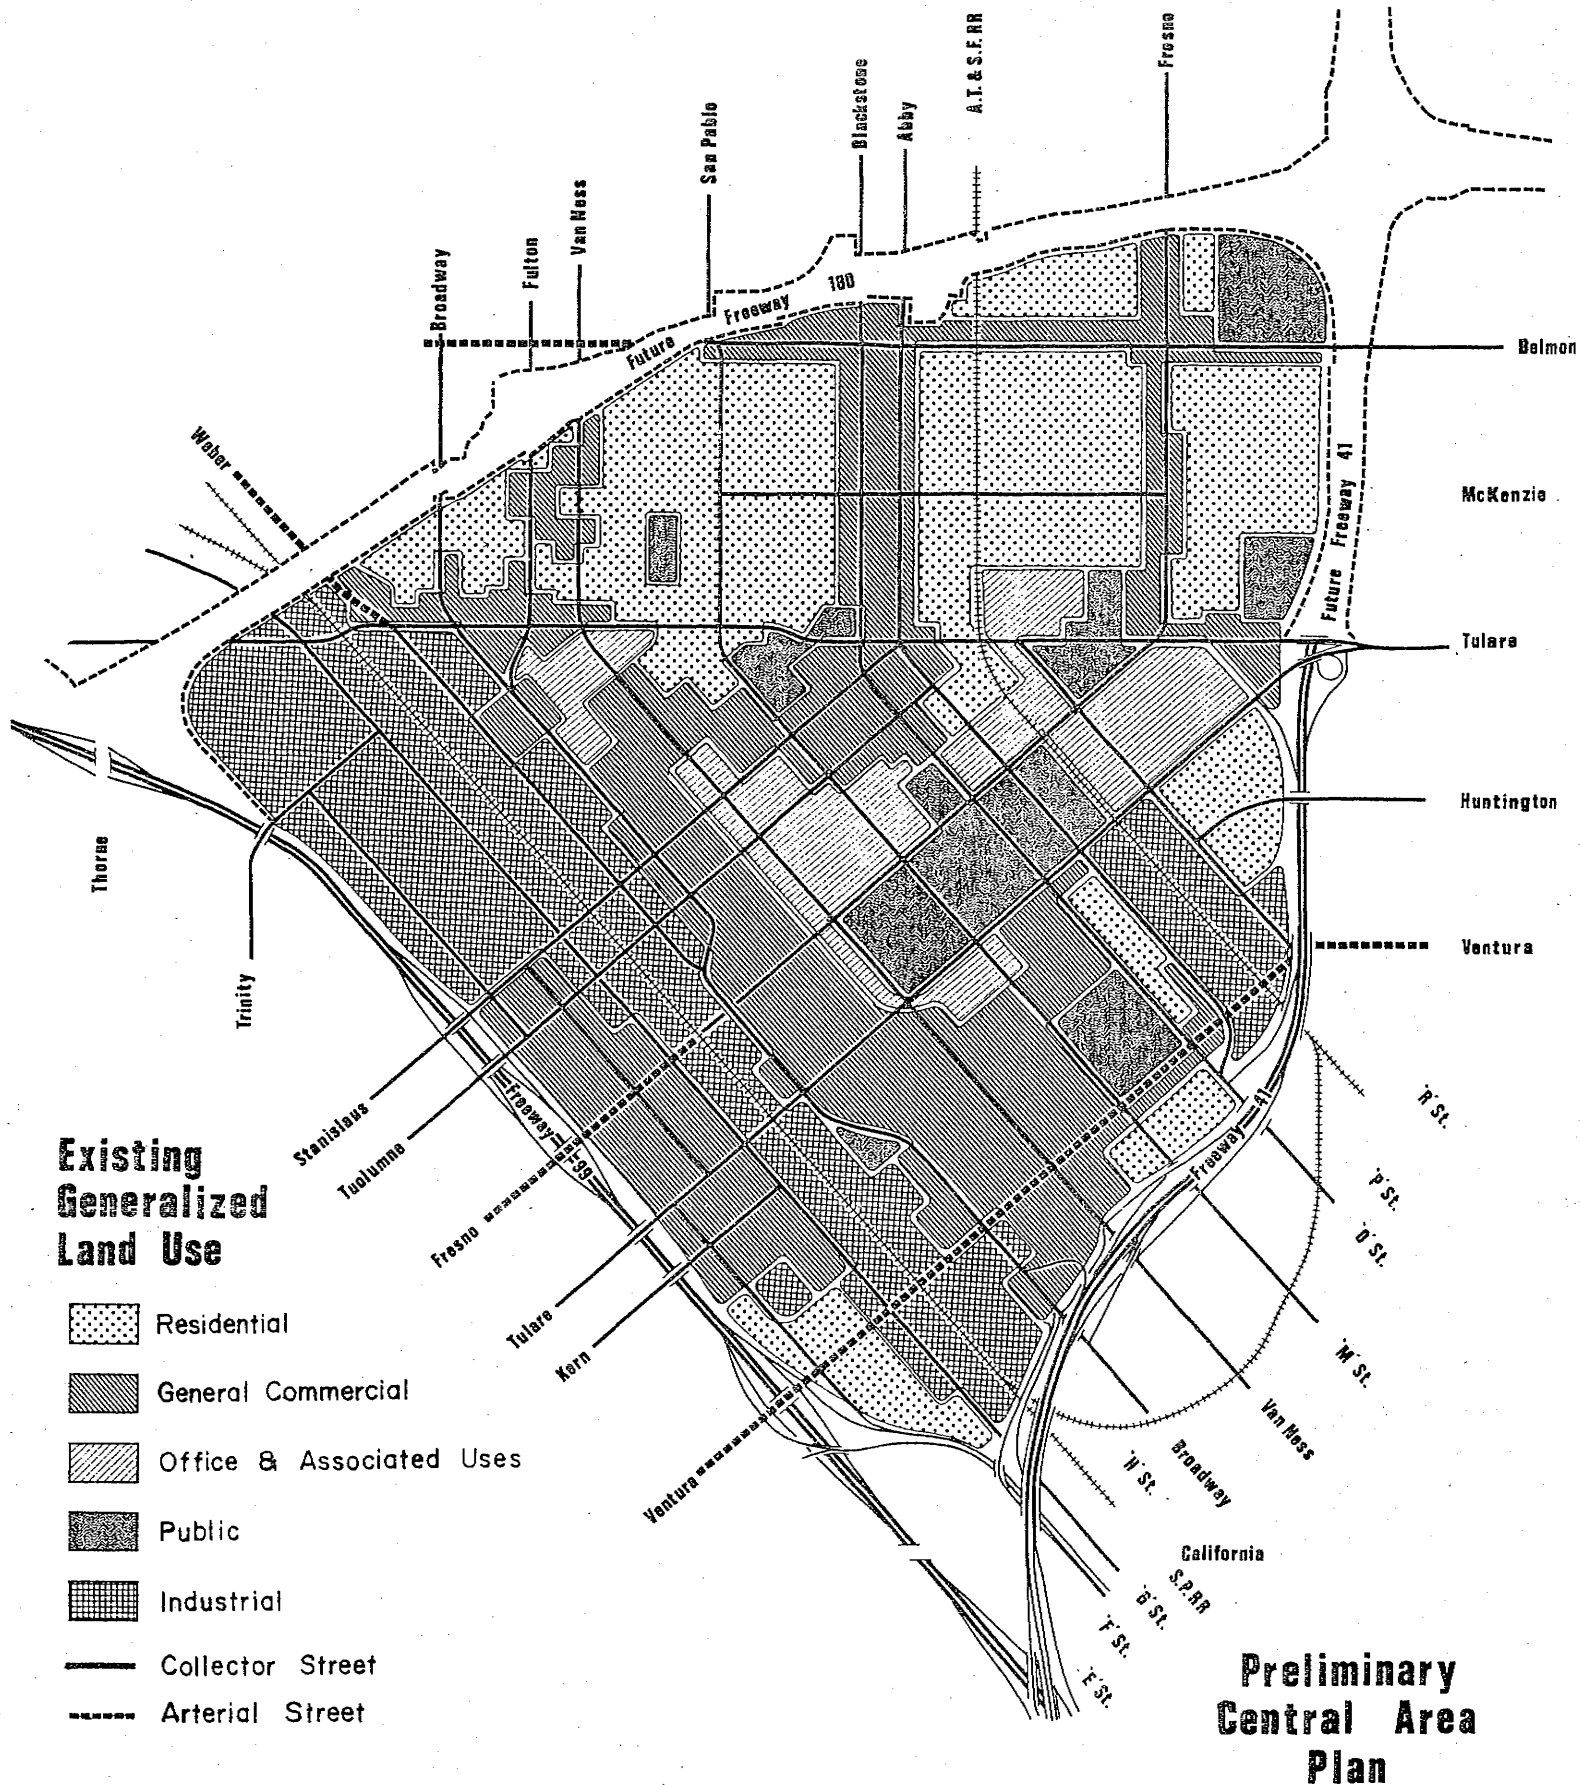 Fresno
A.T. & S.F. RR
Blackstone
San Pablo
Abby
Van Ness
Fulton
Broadway
Future Freeway 180
Belmon
Weber
Future Freeway 41
McKenzie
Tulare
Huntington
Thorne
Ventura
Trinity
Stanislaus
Tuolumne
Freeway 99
Fresno
Tulare
Kern
Ventura
Freeway 41
'R' St.
'P' St.
'O' St.
'M' St.
Van Ness
Broadway
'H' St.
California
S.P.RR
'G' St.
'F' St.
'E' St.
Existing
Generalized
Land Use
Residential
General Commercial
Office & Associated Uses
Public
Industrial
Collector Street
Arterial Street
Preliminary
Central Area
Plan